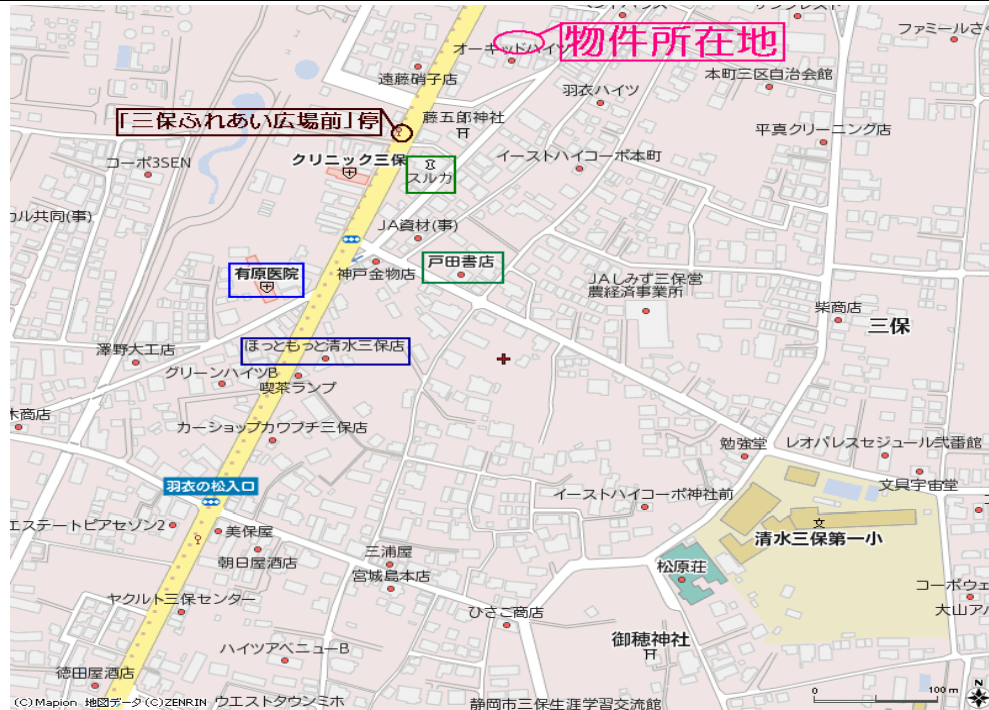 オーキッドハイツ
物件所在地
ファミールさく
遠藤硝子店
本町三区自治会館
羽衣ハイツ
「三保ふれあい広場前」停
藤五郎神社
平真クリーニング店
コーポ3SEN
クリニック三保
スルガ
イーストハイコーポ本町
カル共同(事)
JA資材(事)
有原医院
神戸金物店
戸田書店
JAしみず三保営
農経済事業所
柴商店
三保
澤野大工店
ほっともっと清水三保店
グリーンハイツB
喫茶ランプ
木商店
カーショップカワブチ三保店
勉強堂
レオパレスセジュール弐番館
羽衣の松入口
イーストハイコーポ神社前
文具宇宙堂
エステートピアセゾン2
美保屋
文
清水三保第一小
朝日屋酒店
三浦屋
宮城島本店
松原荘
コーポウェ
大山アパ
ヤクルト三保センター
ひさご商店
御穂神社
ハイツアベニューB
徳田屋酒店
(C)Mapion 地図データ(C)ZENRIN
ウエストタウンミホ
静岡市三保生涯学習交流館
0 100 m
N